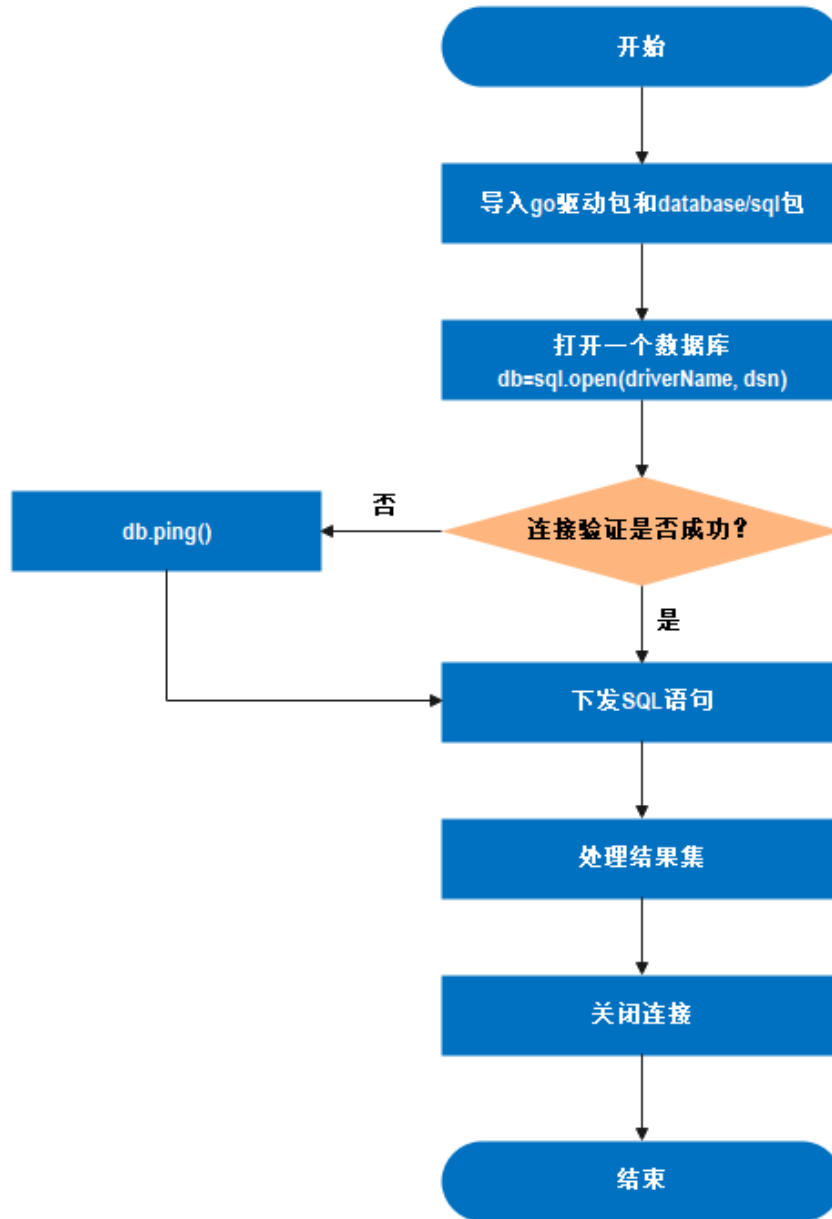 开始
导入go驱动包和database/sql包
打开一个数据库
db=sql.open(driverName, dsn)
连接验证是否成功？
否
db.ping()
是
下发SQL语句
处理结果集
关闭连接
结束